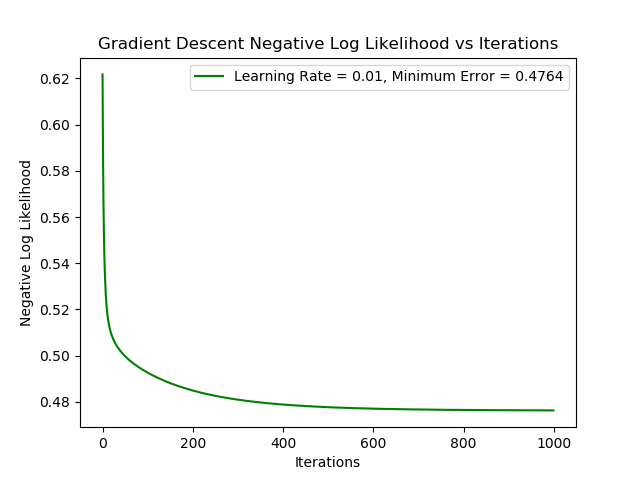 Gradient Descent Negative Log Likelihood vs Iterations
Learning Rate = 0.01, Minimum Error = 0.4764
Negative Log Likelihood
0.62
0.60
0.58
0.56
0.54
0.52
0.50
0.48
0 200 400 600 800 1000
Iterations